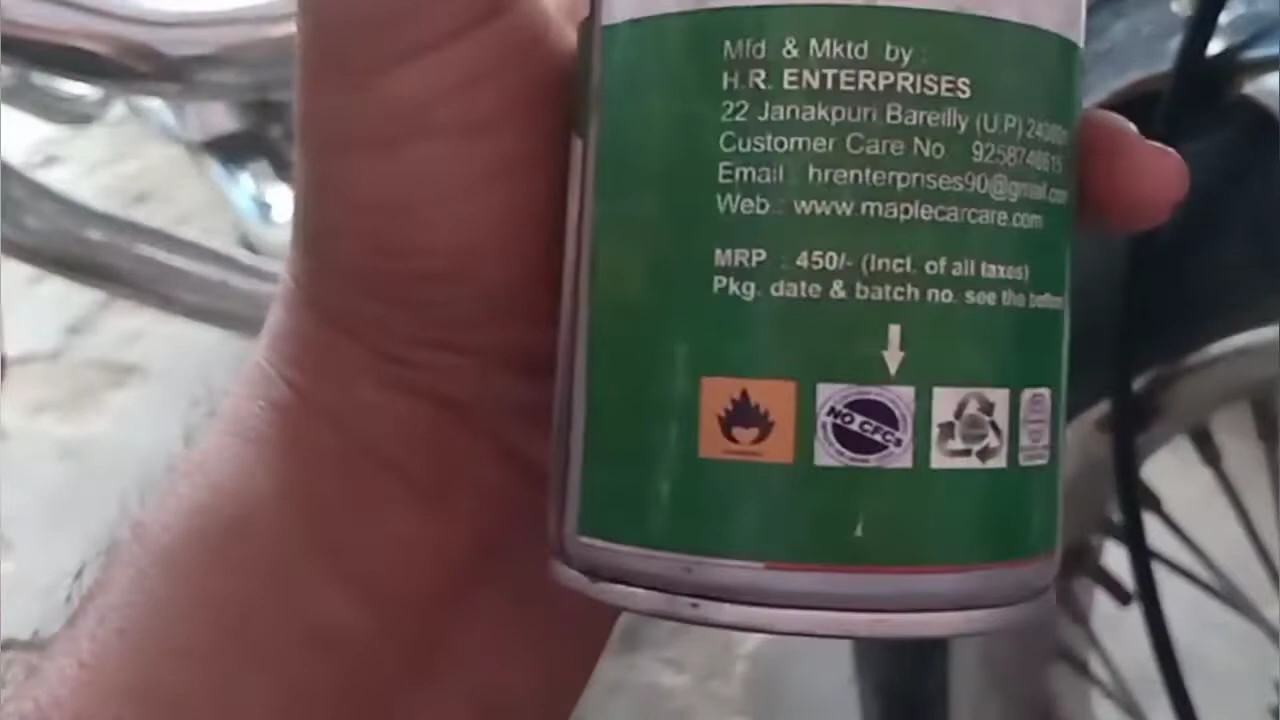 Mfd & Mktd by :
H.R. ENTERPRISES
22 Janakpuri Bareilly (U.P)
Customer Care No
Email : hrenterprises90@gmail.com
Web.: www.maplecarcare.com
MRP : 450/- (Incl. of all taxes)
Pkg. date & batch no. see the bottom
NO CFCs